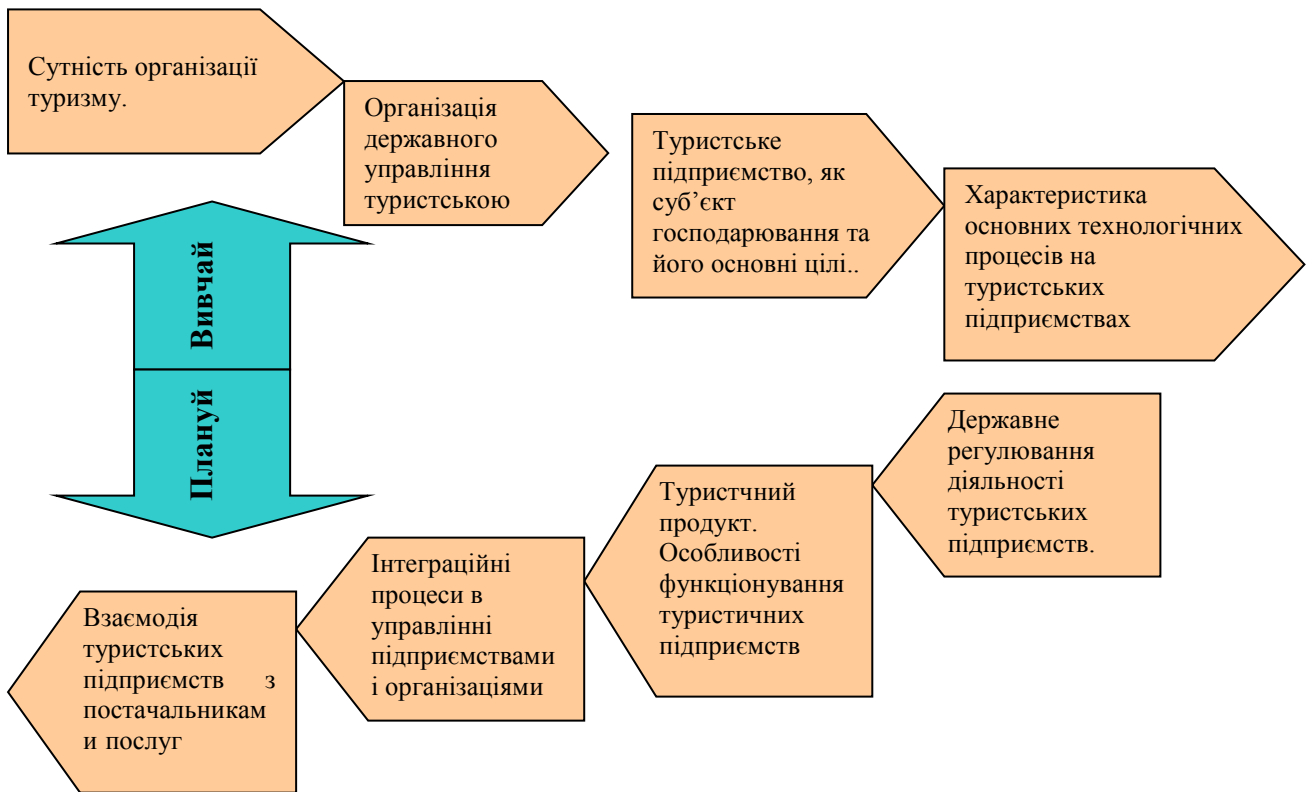 Сутність організації
туризму.
Організація
державного
управління
туристською
Туристське
підприємство, як
суб’єкт
господарювання та
його основні цілі..
Характеристика
основних технологічних
процесів на
туристських
підприємствах
Вивчай
Плануй
Державне
регулювання
діяльності
туристських
підприємств.
Туристчний
продукт.
Особливості
функціонування
туристичних
підприємств
Інтеграційні
процеси в
управлінні
підприємствами
і організаціями
Взаємодія
туристських
підприємств з
постачальникам
и послуг